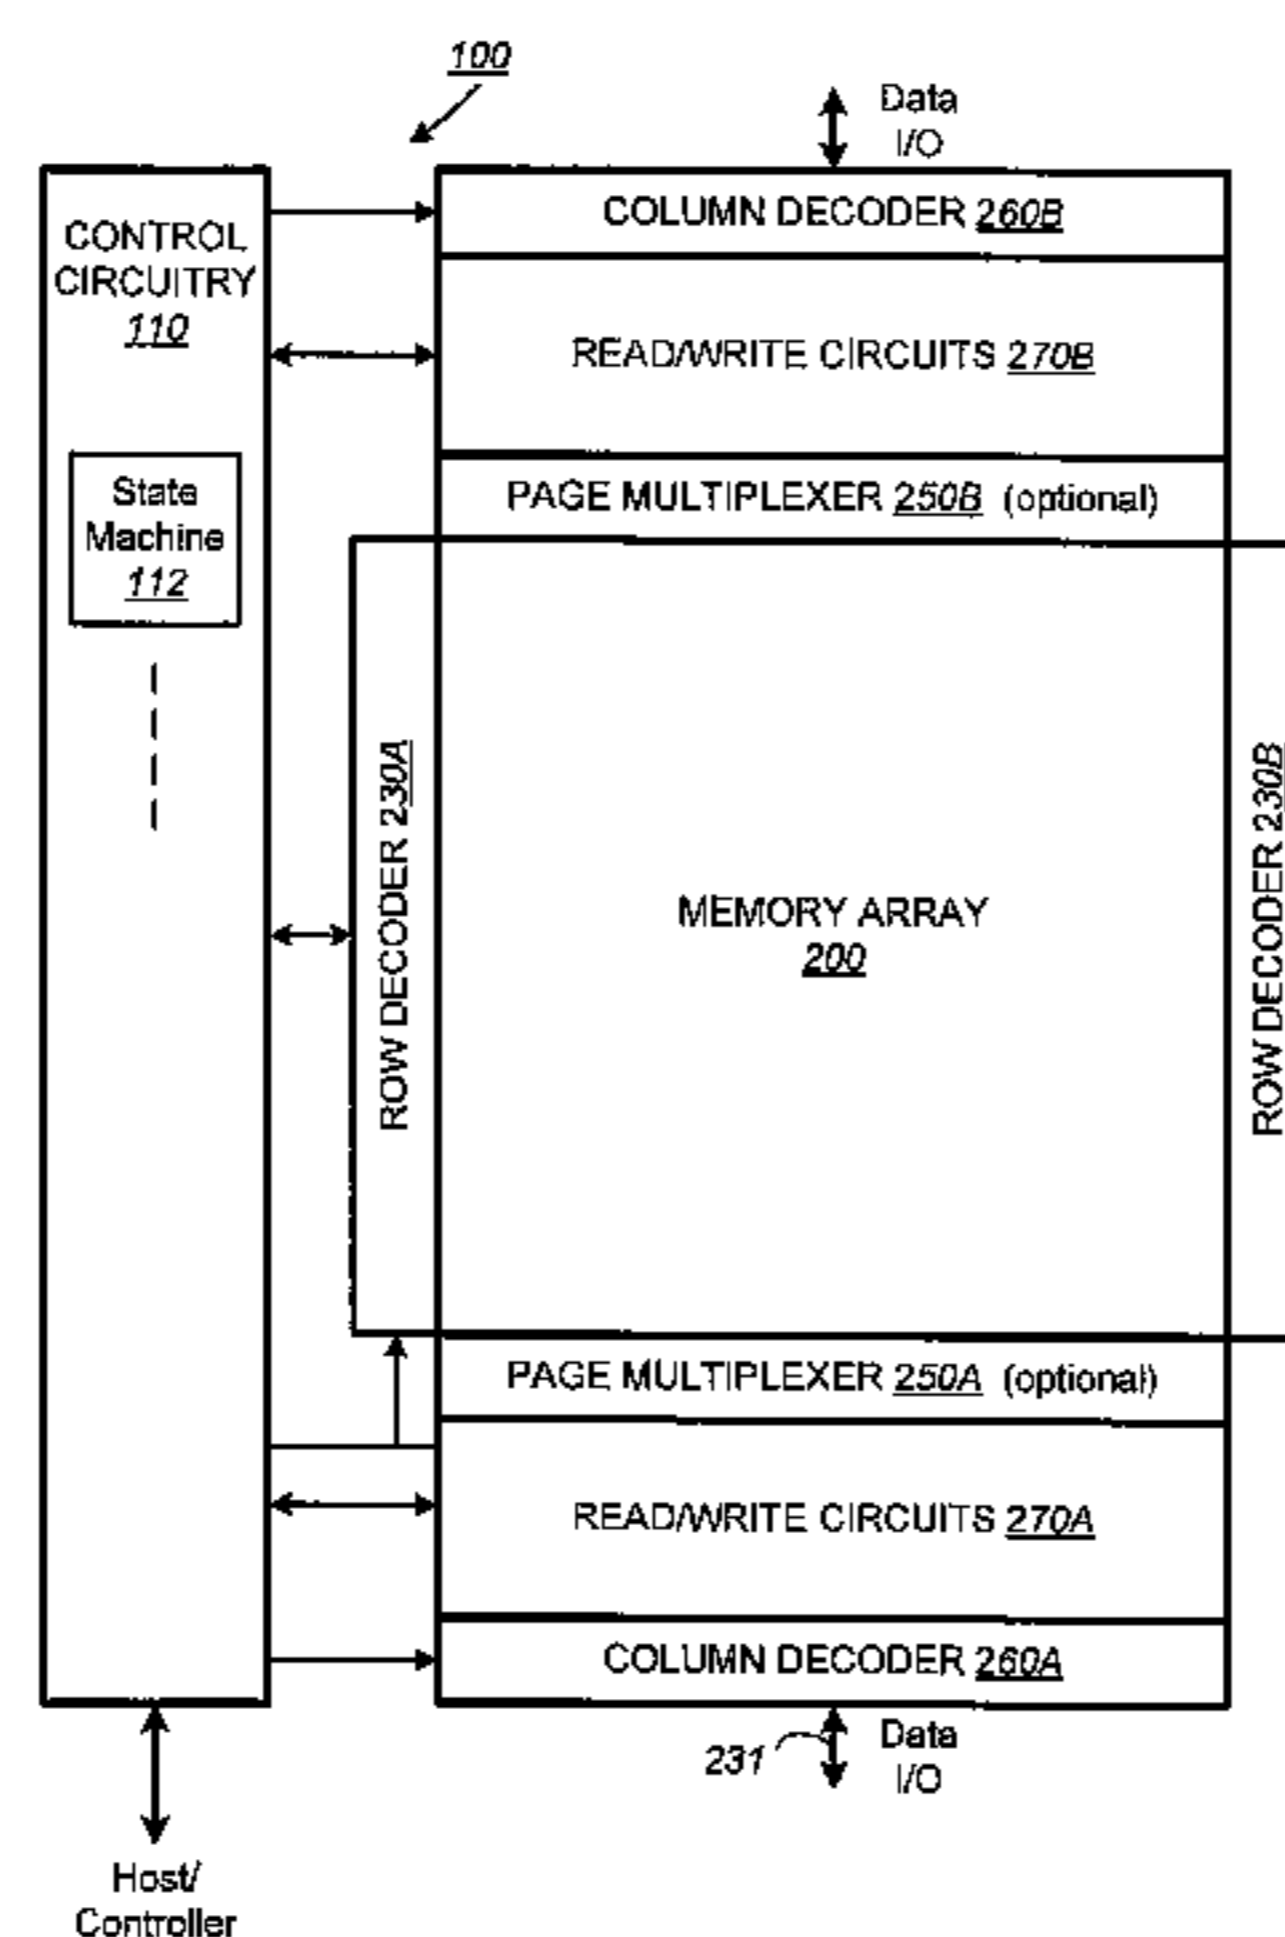 100
Data
I/O
COLUMN DECODER 260B
CONTROL
CIRCUITRY
110
READ/WRITE CIRCUITS 270B
State
Machine
112
PAGE MULTIPLEXER 250B (optional)
ROW DECODER 230A
MEMORY ARRAY
200
ROW DECODER 230B
PAGE MULTIPLEXER 250A (optional)
READ/WRITE CIRCUITS 270A
COLUMN DECODER 260A
231
Data
I/O
Host/
Controller